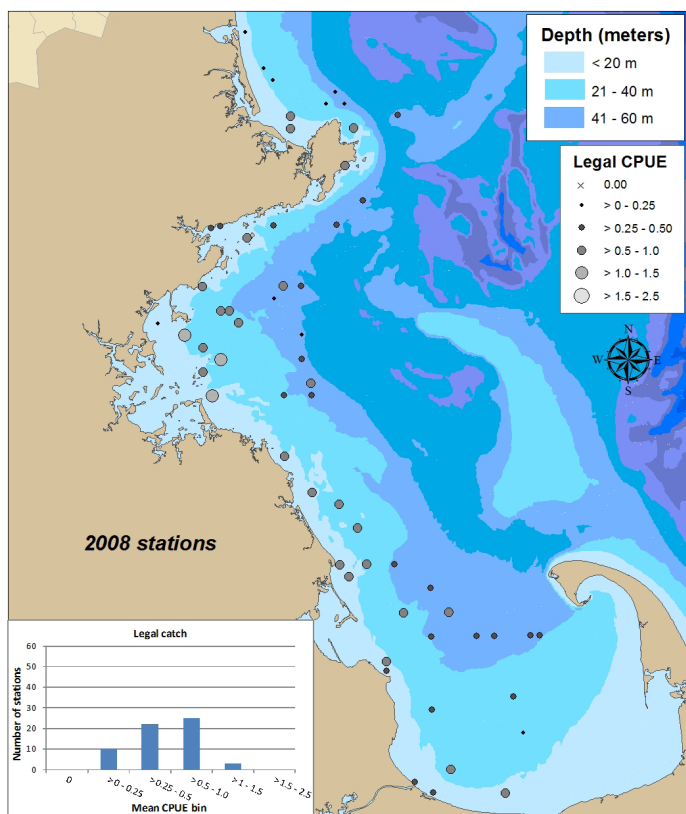 Depth (meters)
< 20 m
21 - 40 m
41 - 60 m
Legal CPUE
0.00
> 0 - 0.25
> 0.25 - 0.50
> 0.5 - 1.0
> 1.0 - 1.5
> 1.5 - 2.5
N
W E
S
2008 stations
Legal catch
Number of stations
60
50
40
30
20
10
0
0 >0 - 0.25 >0.25 - 0.5 >0.5 - 1.0 >1 - 1.5 >1.5 - 2.5
Mean CPUE bin